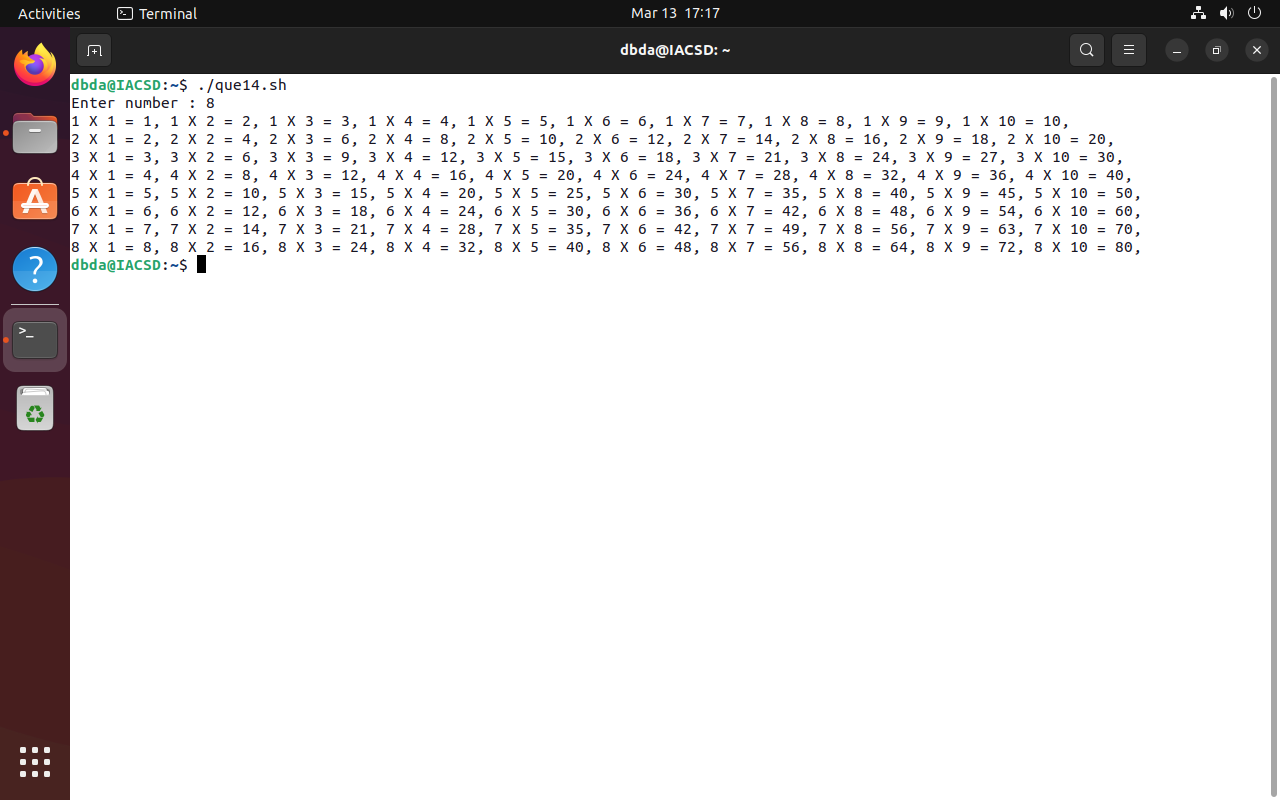 Activities Terminal Mar 13 17:17
dbda@IACSD: ~
dbda@IACSD:~$ ./que14.sh
Enter number : 8
1 X 1 = 1, 1 X 2 = 2, 1 X 3 = 3, 1 X 4 = 4, 1 X 5 = 5, 1 X 6 = 6, 1 X 7 = 7, 1 X 8 = 8, 1 X 9 = 9, 1 X 10 = 10,
2 X 1 = 2, 2 X 2 = 4, 2 X 3 = 6, 2 X 4 = 8, 2 X 5 = 10, 2 X 6 = 12, 2 X 7 = 14, 2 X 8 = 16, 2 X 9 = 18, 2 X 10 = 20,
3 X 1 = 3, 3 X 2 = 6, 3 X 3 = 9, 3 X 4 = 12, 3 X 5 = 15, 3 X 6 = 18, 3 X 7 = 21, 3 X 8 = 24, 3 X 9 = 27, 3 X 10 = 30,
4 X 1 = 4, 4 X 2 = 8, 4 X 3 = 12, 4 X 4 = 16, 4 X 5 = 20, 4 X 6 = 24, 4 X 7 = 28, 4 X 8 = 32, 4 X 9 = 36, 4 X 10 = 40,
5 X 1 = 5, 5 X 2 = 10, 5 X 3 = 15, 5 X 4 = 20, 5 X 5 = 25, 5 X 6 = 30, 5 X 7 = 35, 5 X 8 = 40, 5 X 9 = 45, 5 X 10 = 50,
6 X 1 = 6, 6 X 2 = 12, 6 X 3 = 18, 6 X 4 = 24, 6 X 5 = 30, 6 X 6 = 36, 6 X 7 = 42, 6 X 8 = 48, 6 X 9 = 54, 6 X 10 = 60,
7 X 1 = 7, 7 X 2 = 14, 7 X 3 = 21, 7 X 4 = 28, 7 X 5 = 35, 7 X 6 = 42, 7 X 7 = 49, 7 X 8 = 56, 7 X 9 = 63, 7 X 10 = 70,
8 X 1 = 8, 8 X 2 = 16, 8 X 3 = 24, 8 X 4 = 32, 8 X 5 = 40, 8 X 6 = 48, 8 X 7 = 56, 8 X 8 = 64, 8 X 9 = 72, 8 X 10 = 80,
dbda@IACSD:~$